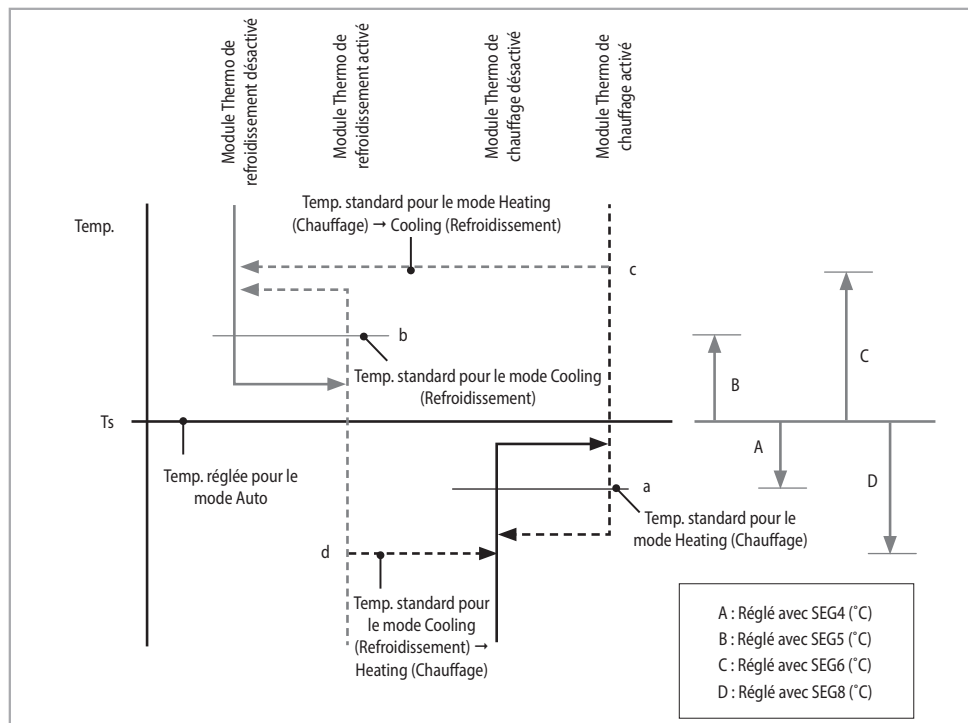 Module Thermo de
refroidissement désactivé
Module Thermo de
refroidissement activé
Module Thermo de
chauffage désactivé
Module Thermo de
chauffage activé
Temp.
Temp. standard pour le mode Heating
(Chauffage) → Cooling (Refroidissement)
c
b
Temp. standard pour le mode Cooling
(Refroidissement)
Ts
Temp. réglée pour le
mode Auto
a
Temp. standard pour le
mode Heating (Chauffage)
d
Temp. standard pour
le mode Cooling
(Refroidissement) →
Heating (Chauffage)
B
C
A
D
A : Réglé avec SEG4 (˚C)
B : Réglé avec SEG5 (˚C)
C : Réglé avec SEG6 (˚C)
D : Réglé avec SEG8 (˚C)